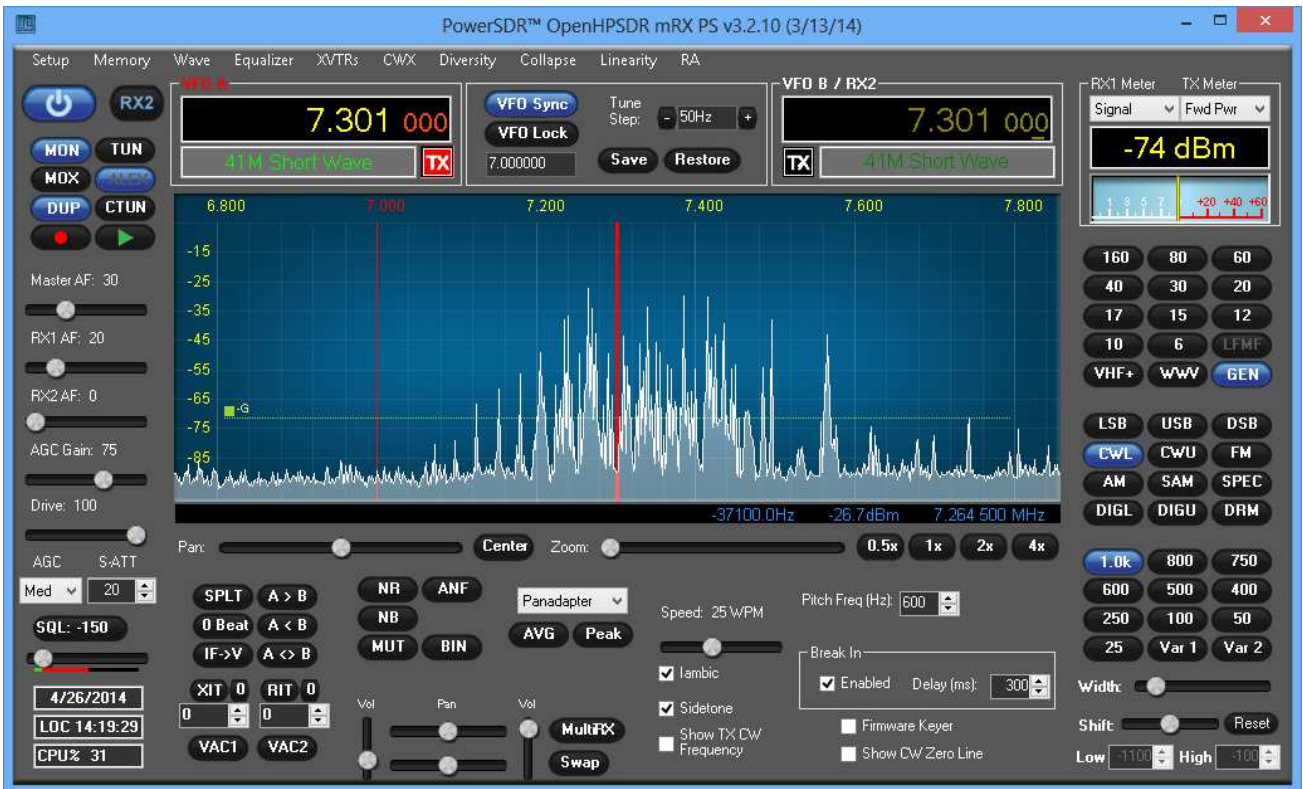 PowerSDR™ OpenHPSDR mRX PS v3.2.10 (3/13/14)
Setup Memory Wave Equalizer XVTRs CWX Diversity Collapse Linearity RA
RX2
MON TUN
MOX ALEX
DUP CTUN
VFO A
7.301 000
41M Short Wave TX
VFO Sync
VFO Lock
7.000000
Tune
Step: - 50Hz +
Save Restore
VFO B / RX2
7.301 000
TX 41M Short Wave
RX1 Meter TX Meter
Signal Fwd Pwr
-74 dBm
1 3 5 7 +20 +40 +60
Master AF: 30
RX1 AF: 20
RX2 AF: 0
AGC Gain: 75
Drive: 100
AGC S-ATT
Med 20
SQL: -150
4/26/2014
LOC 14:19:29
CPU% 31
6.800 7.000 7.200 7.400 7.600 7.800
-15
-25
-35
-45
-55
-65
-G
-75
-85
-37100.0Hz -26.7dBm 7.264 500 MHz
Pan: Center Zoom: 0.5x 1x 2x 4x
SPLT A > B
0 Beat A < B
IF->V A <> B
XIT 0 RIT 0
0 0
VAC1 VAC2
NR ANF
NB
MUT BIN
Panadapter
AVG Peak
Vol Pan Vol
MultiRX
Swap
Speed: 25 WPM
Iambic
Sidetone
Show TX CW
Frequency
Pitch Freq (Hz): 600
Break In
Enabled Delay (ms): 300
Firmware Keyer
Show CW Zero Line
160 80 60
40 30 20
17 15 12
10 6 LFMF
VHF+ WWV GEN
LSB USB DSB
CWL CWU FM
AM SAM SPEC
DIGL DIGU DRM
1.0k 800 750
600 500 400
250 100 50
25 Var 1 Var 2
Width:
Shift: Reset
Low -1100 High -100